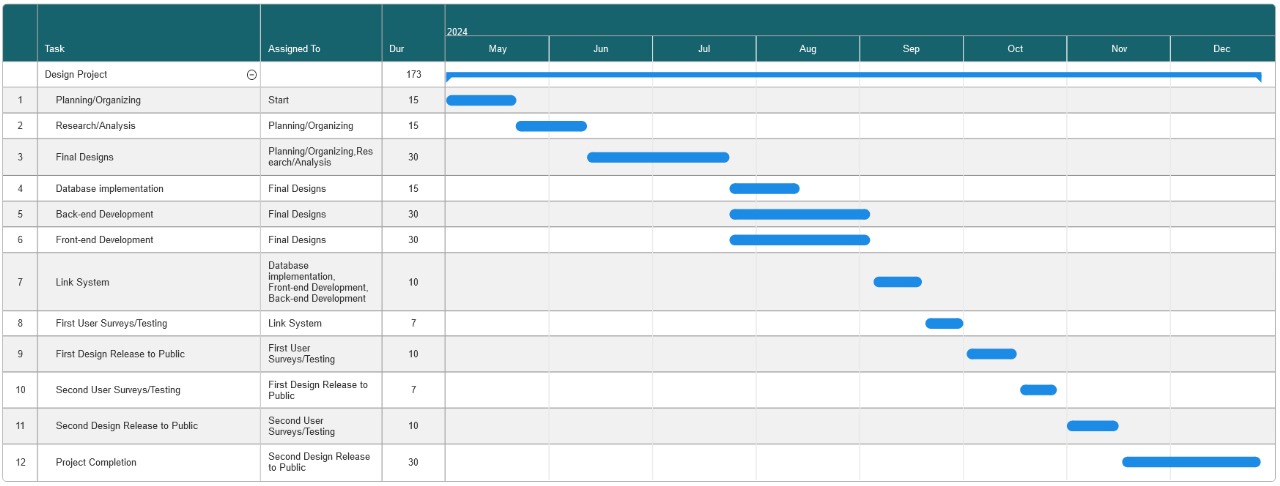 2024
Task Assigned To Dur May Jun Jul Aug Sep Oct Nov Dec
Design Project 173
1 Planning/Organizing Start 15
2 Research/Analysis Planning/Organizing 15
3 Final Designs Planning/Organizing,Res 30
earch/Analysis
4 Database implementation Final Designs 15
5 Back-end Development Final Designs 30
6 Front-end Development Final Designs 30
7 Link System Database 10
implementation,
Front-end Development,
Back-end Development
8 First User Surveys/Testing Link System 7
9 First Design Release to Public First User 10
Surveys/Testing
10 Second User Surveys/Testing First Design Release to 7
Public
11 Second Design Release to Public Second User 10
Surveys/Testing
12 Project Completion Second Design Release 30
to Public